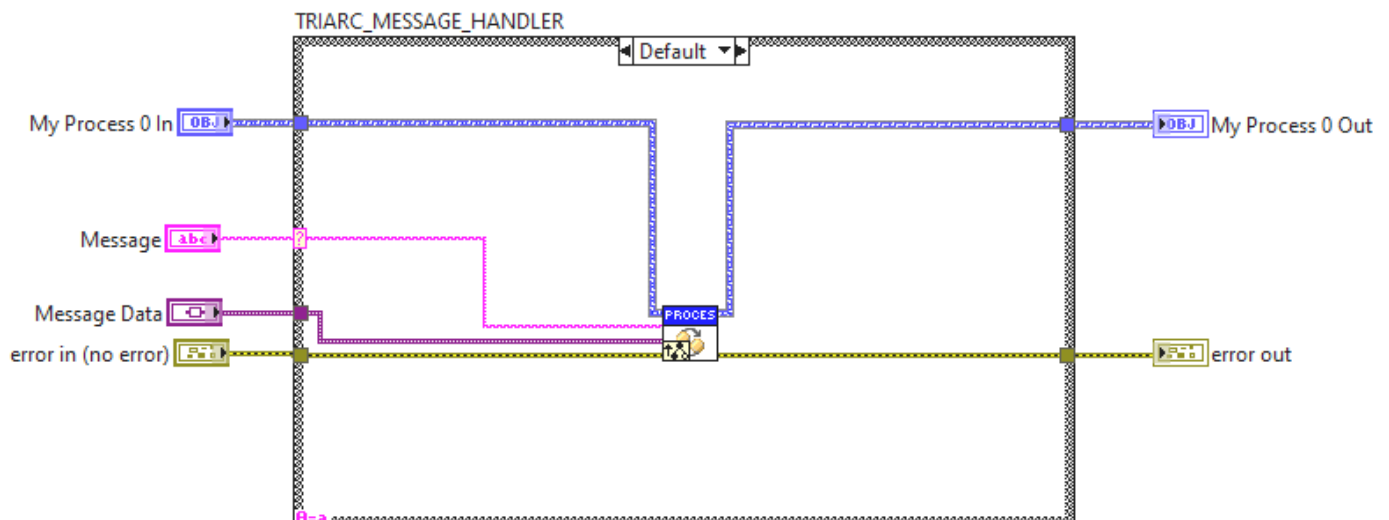 TRIARC_MESSAGE_HANDLER
Default
My Process 0 In
OBJ
OBJ
My Process 0 Out
Message
abc
?
Message Data
PROCES
error in (no error)
error out
A=a